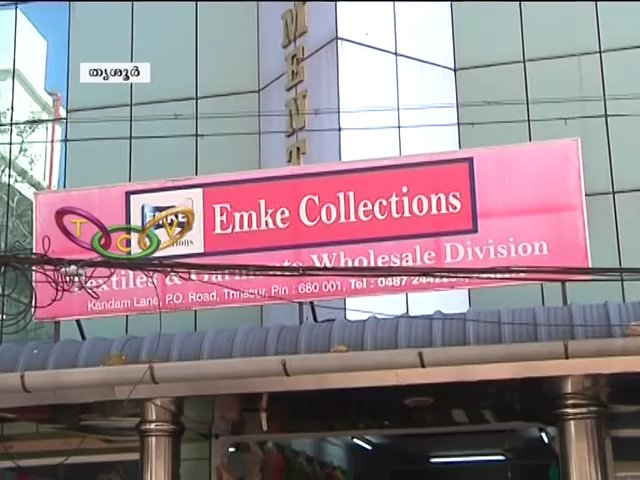 MENT
തൃശൂർ
Emke Collections
TCV
Textiles & Garments Wholesale Division
Kandam Lane, P.O. Road, Thrissur, Pin : 680 001, Tel : 0487